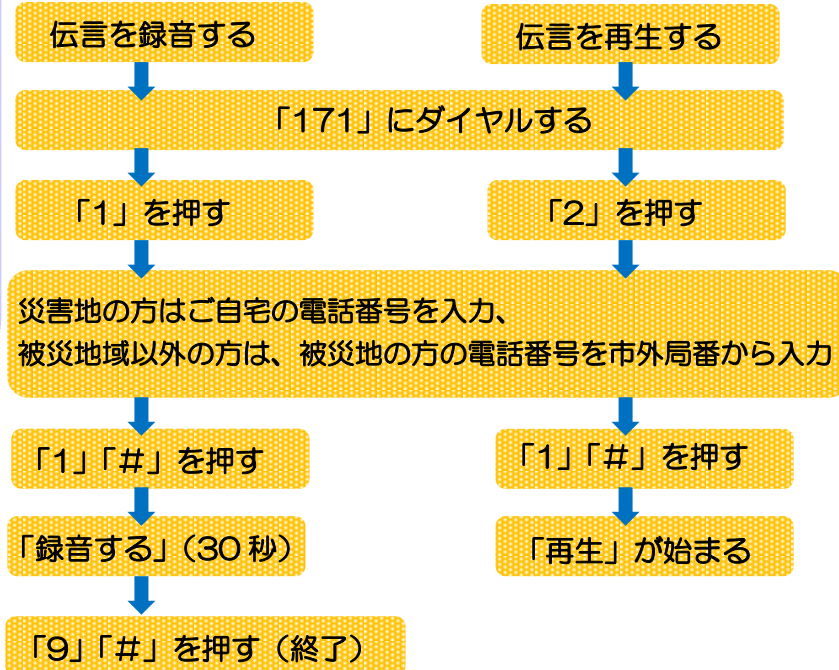 伝言を録音する
伝言を再生する
「171」にダイヤルする
「1」を押す
「2」を押す
災害地の方はご自宅の電話番号を入力、
被災地域以外の方は、被災地の方の電話番号を市外局番から入力
「1」「＃」を押す
「1」「＃」を押す
「録音する」（30 秒）
「再生」が始まる
「9」「＃」を押す（終了）